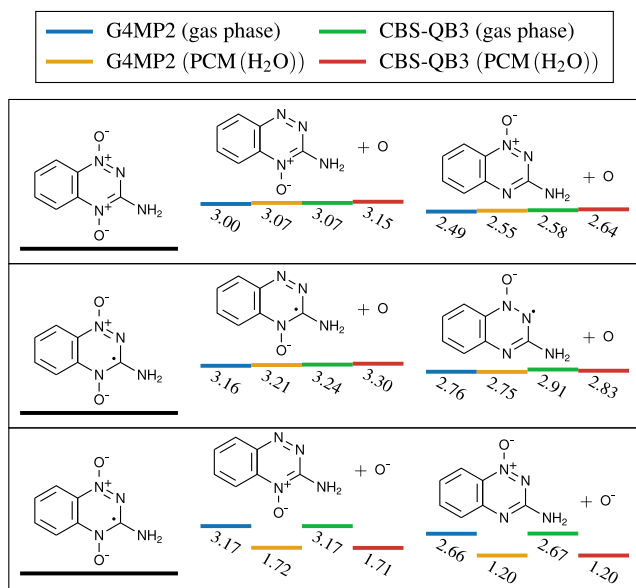 G4MP2 (gas phase) CBS-QB3 (gas phase)
G4MP2 (PCM (H2O)) CBS-QB3 (PCM (H2O))
O- N+ N N NH2 N+ O-
N N N+ NH2 O- + O
O- N+ N N NH2 + O
3.00 3.07 3.07 3.15 2.49 2.55 2.58 2.64
O- N+ N NH2 N O-
N N NH2 N O- + O
O- N N N NH2 + O
3.16 3.21 3.24 3.30 2.76 2.75 2.91 2.83
O- N+ N NH2 N O-
N N NH2 N+ O- + O-
O- N+ N N NH2 + O-
3.17 1.72 3.17 1.71 2.66 1.20 2.67 1.20